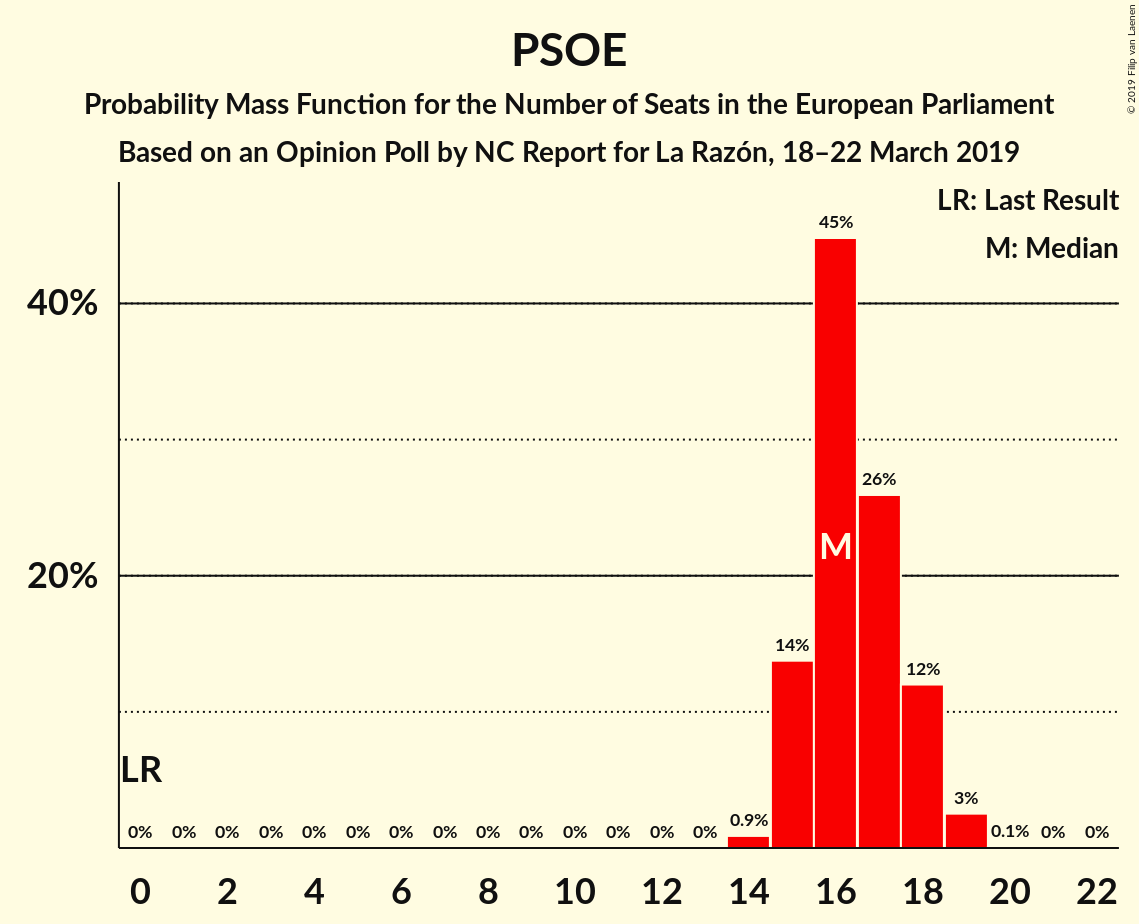 PSOE
Probability Mass Function for the Number of Seats in the European Parliament
Based on an Opinion Poll by NC Report for La Razón, 18–22 March 2019
© 2019 Filip van Laenen
LR: Last Result
M: Median
40%
20%
LR
M
0% 0% 0% 0% 0% 0% 0% 0% 0% 0% 0% 0% 0% 0% 0.9% 14% 45% 26% 12% 3% 0.1% 0% 0%
0 2 4 6 8 10 12 14 16 18 20 22